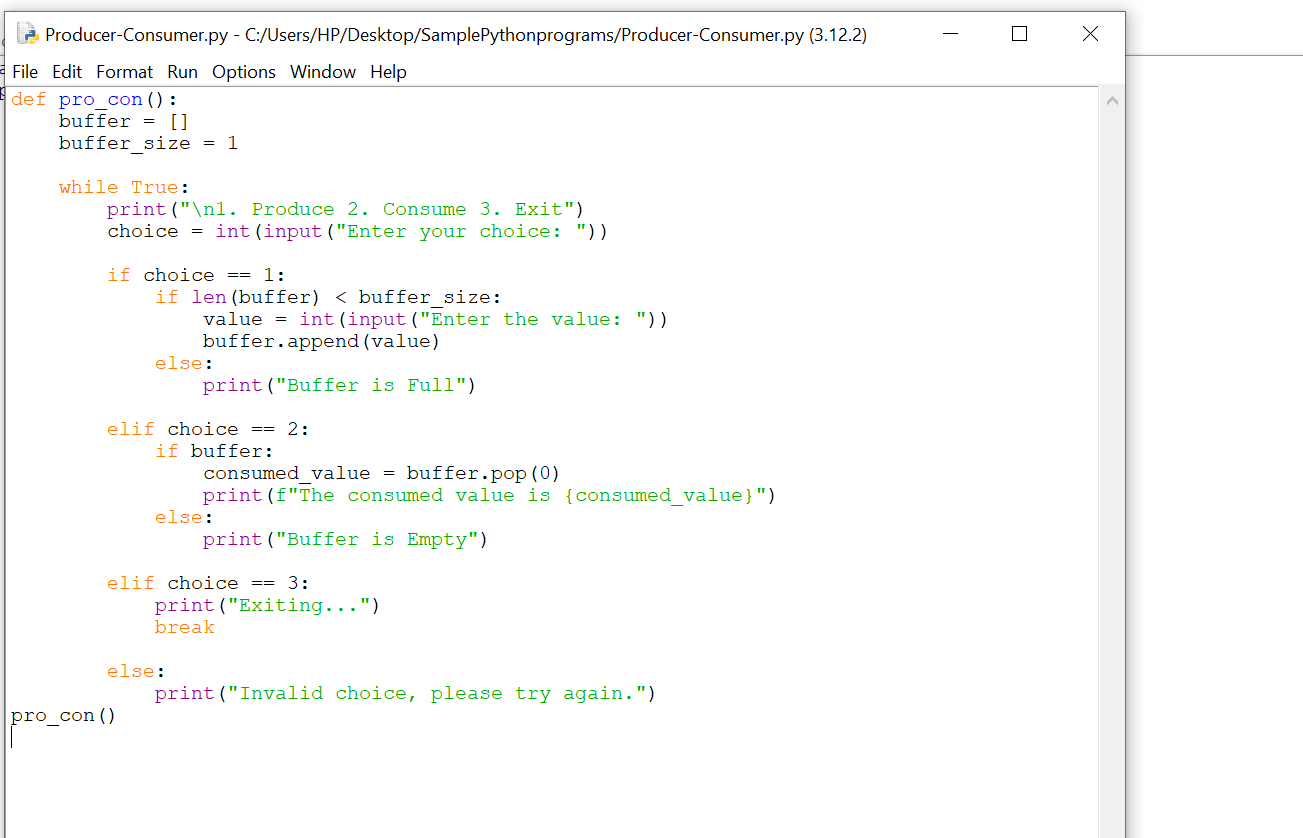 Producer-Consumer.py - C:/Users/HP/Desktop/SamplePythonprograms/Producer-Consumer.py (3.12.2)
File Edit Format Run Options Window Help
def pro_con():
    buffer = []
    buffer_size = 1

    while True:
        print("\n1. Produce 2. Consume 3. Exit")
        choice = int(input("Enter your choice: "))

        if choice == 1:
            if len(buffer) < buffer_size:
                value = int(input("Enter the value: "))
                buffer.append(value)
            else:
                print("Buffer is Full")

        elif choice == 2:
            if buffer:
                consumed_value = buffer.pop(0)
                print(f"The consumed value is {consumed_value}")
            else:
                print("Buffer is Empty")

        elif choice == 3:
            print("Exiting...")
            break

        else:
            print("Invalid choice, please try again.")
pro_con()